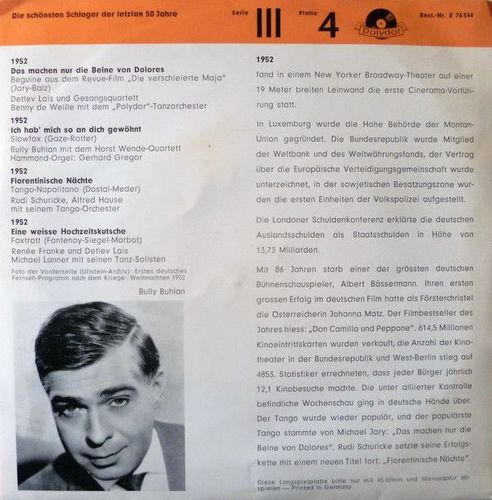 Die schönsten Schlager der letzten 50 Jahre
Serie III Platte 4
Polydor
Best.-Nr. E 76544
1952
Das machen nur die Beine von Dolores
Beguine aus dem Revue-Film „Die verschleierte Maja"
(Jary-Balz)
Detlev Lais und Gesangsquartett
Benny de Weille mit dem „Polydor"-Tanzorchester
1952
Ich hab' mich so an dich gewöhnt
Slowfox (Gaze-Rotter)
Bully Buhlan mit dem Horst Wende-Quartett
Hammond-Orgel: Gerhard Gregor
1952
Florentinische Nächte
Tango-Napolitano (Dostal-Meder)
Rudi Schuricke, Alfred Hause
mit seinem Tango-Orchester
1952
Eine weisse Hochzeitskutsche
Foxtrott (Fontenoy-Siegel-Marbot)
Renée Franke und Detlev Lais
Michael Lanner mit seinen Tanz-Solisten
Foto der Vorderseite (Ullstein-Archiv): Erstes deutsches
Fernseh-Programm nach dem Kriege: Weihnachten 1952
Bully Buhlan
1952
fand in einem New Yorker Broadway-Theater auf einer
19 Meter breiten Leinwand die erste Cinerama-Vorfüh-
rung statt.
In Luxemburg wurde die Hohe Behörde der Montan-
Union gegründet. Die Bundesrepublik wurde Mitglied
der Weltbank und des Weltwährungsfonds, der Vertrag
über die Europäische Verteidigungsgemeinschaft wurde
unterzeichnet, in der sowjetischen Besatzungszone wur-
den die ersten Einheiten der Volkspolizei aufgestellt.
Die Londoner Schuldenkonferenz erklärte die deutschen
Auslandsschulden als Staatsschulden in Höhe von
13,73 Milliarden.
Mit 86 Jahren starb einer der grössten deutschen
Bühnenschauspieler, Albert Bassermann. Ihren ersten
grossen Erfolg im deutschen Film hatte als Försterchristel
die Österreicherin Johanna Matz. Der Filmbestseller des
Jahres hiess: „Don Camillo und Peppone". 614,5 Millionen
Kinoeintrittskarten wurden verkauft, die Anzahl der Kino-
theater in der Bundesrepublik und West-Berlin stieg auf
4853. Statistiker errechneten, dass jeder Bürger jährlich
12,1 Kinobesuche machte. Die unter alliierter Kontrolle
befindliche Wochenschau ging in deutsche Hände über.
Der Tango wurde wieder populär, und der populärste
Tango stammte von Michael Jary: „Das machen nur die
Beine von Dolores". Rudi Schuricke setzte seine Erfolgs-
kette mit einem neuen Titel fort: „Florentinische Nächte".
Diese Langspielplatte bitte nur mit 45 U/min und Mikrosaphir ab-
spielen — Printed in Germany